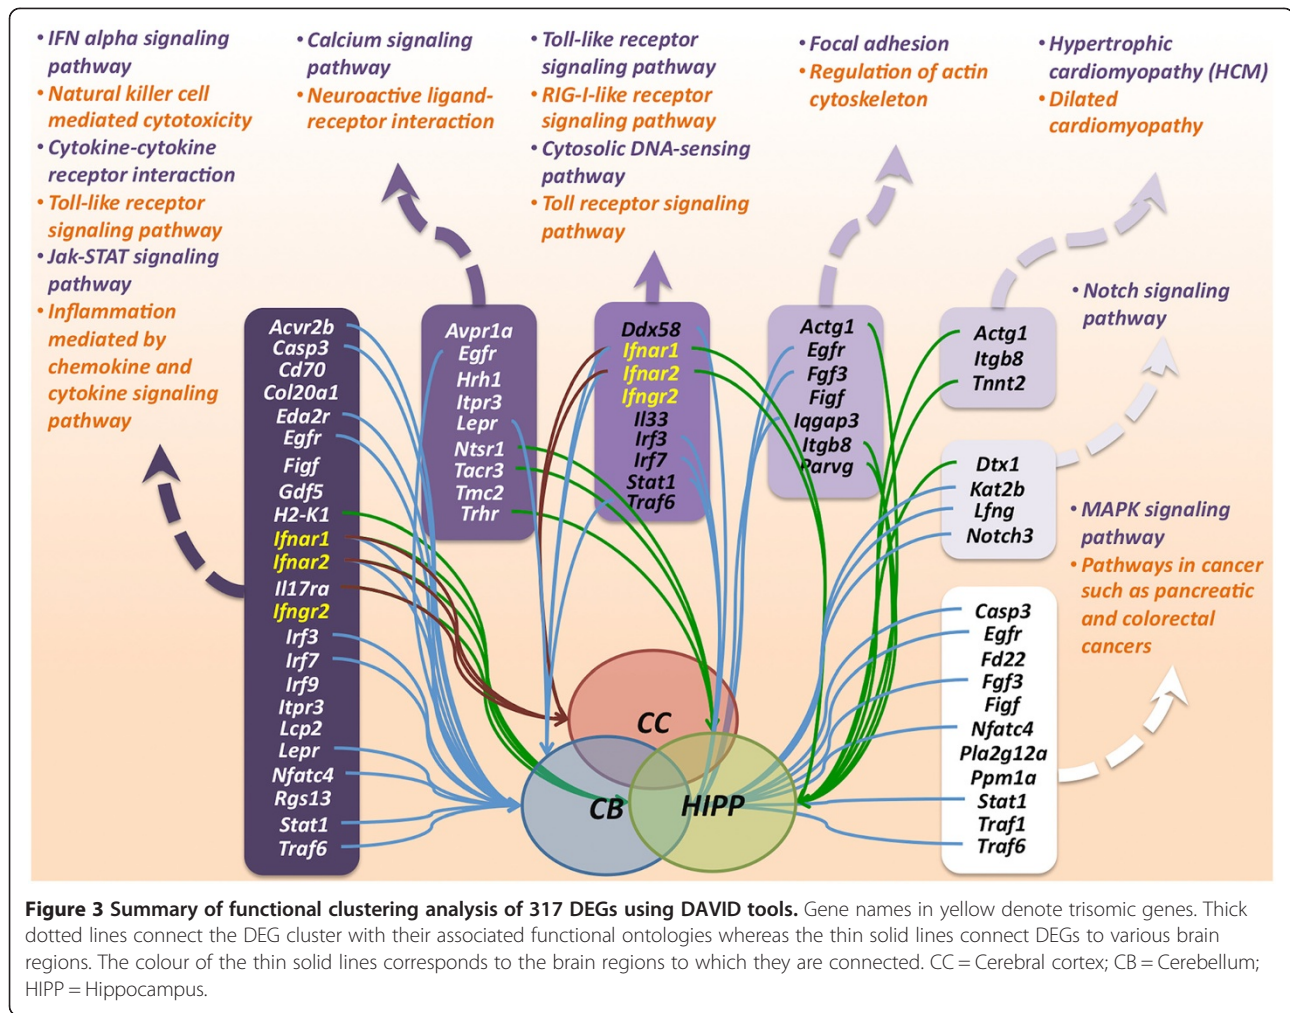 • IFN alpha signaling
pathway
• Natural killer cell
mediated cytotoxicity
• Cytokine-cytokine
receptor interaction
• Toll-like receptor
signaling pathway
• Jak-STAT signaling
pathway
• Inflammation
mediated by
chemokine and
cytokine signaling
pathway
• Calcium signaling
pathway
• Neuroactive ligand-
receptor interaction
• Toll-like receptor
signaling pathway
• RIG-I-like receptor
signaling pathway
• Cytosolic DNA-sensing
pathway
• Toll receptor signaling
pathway
• Focal adhesion
• Regulation of actin
cytoskeleton
• Hypertrophic
cardiomyopathy (HCM)
• Dilated
cardiomyopathy
• Notch signaling
pathway
• MAPK signaling
pathway
• Pathways in cancer
such as pancreatic
and colorectal
cancers
Acvr2b
Casp3
Cd70
Col20a1
Eda2r
Egfr
Figf
Gdf5
H2-K1
Ifnar1
Ifnar2
Il17ra
Ifngr2
Irf3
Irf7
Irf9
Itpr3
Lcp2
Lepr
Nfatc4
Rgs13
Stat1
Traf6
Avpr1a
Egfr
Hrh1
Itpr3
Lepr
Ntsr1
Tacr3
Tmc2
Trhr
Ddx58
Ifnar1
Ifnar2
Ifngr2
Il33
Irf3
Irf7
Stat1
Traf6
Actg1
Egfr
Fgf3
Figf
Iqgap3
Itgb8
Parvg
Actg1
Itgb8
Tnnt2
Dtx1
Kat2b
Lfng
Notch3
Casp3
Egfr
Fd22
Fgf3
Figf
Nfatc4
Pla2g12a
Ppm1a
Stat1
Traf1
Traf6
CC
CB
HIPP
Figure 3 Summary of functional clustering analysis of 317 DEGs using DAVID tools. Gene names in yellow denote trisomic genes. Thick
dotted lines connect the DEG cluster with their associated functional ontologies whereas the thin solid lines connect DEGs to various brain
regions. The colour of the thin solid lines corresponds to the brain regions to which they are connected. CC = Cerebral cortex; CB = Cerebellum;
HIPP = Hippocampus.